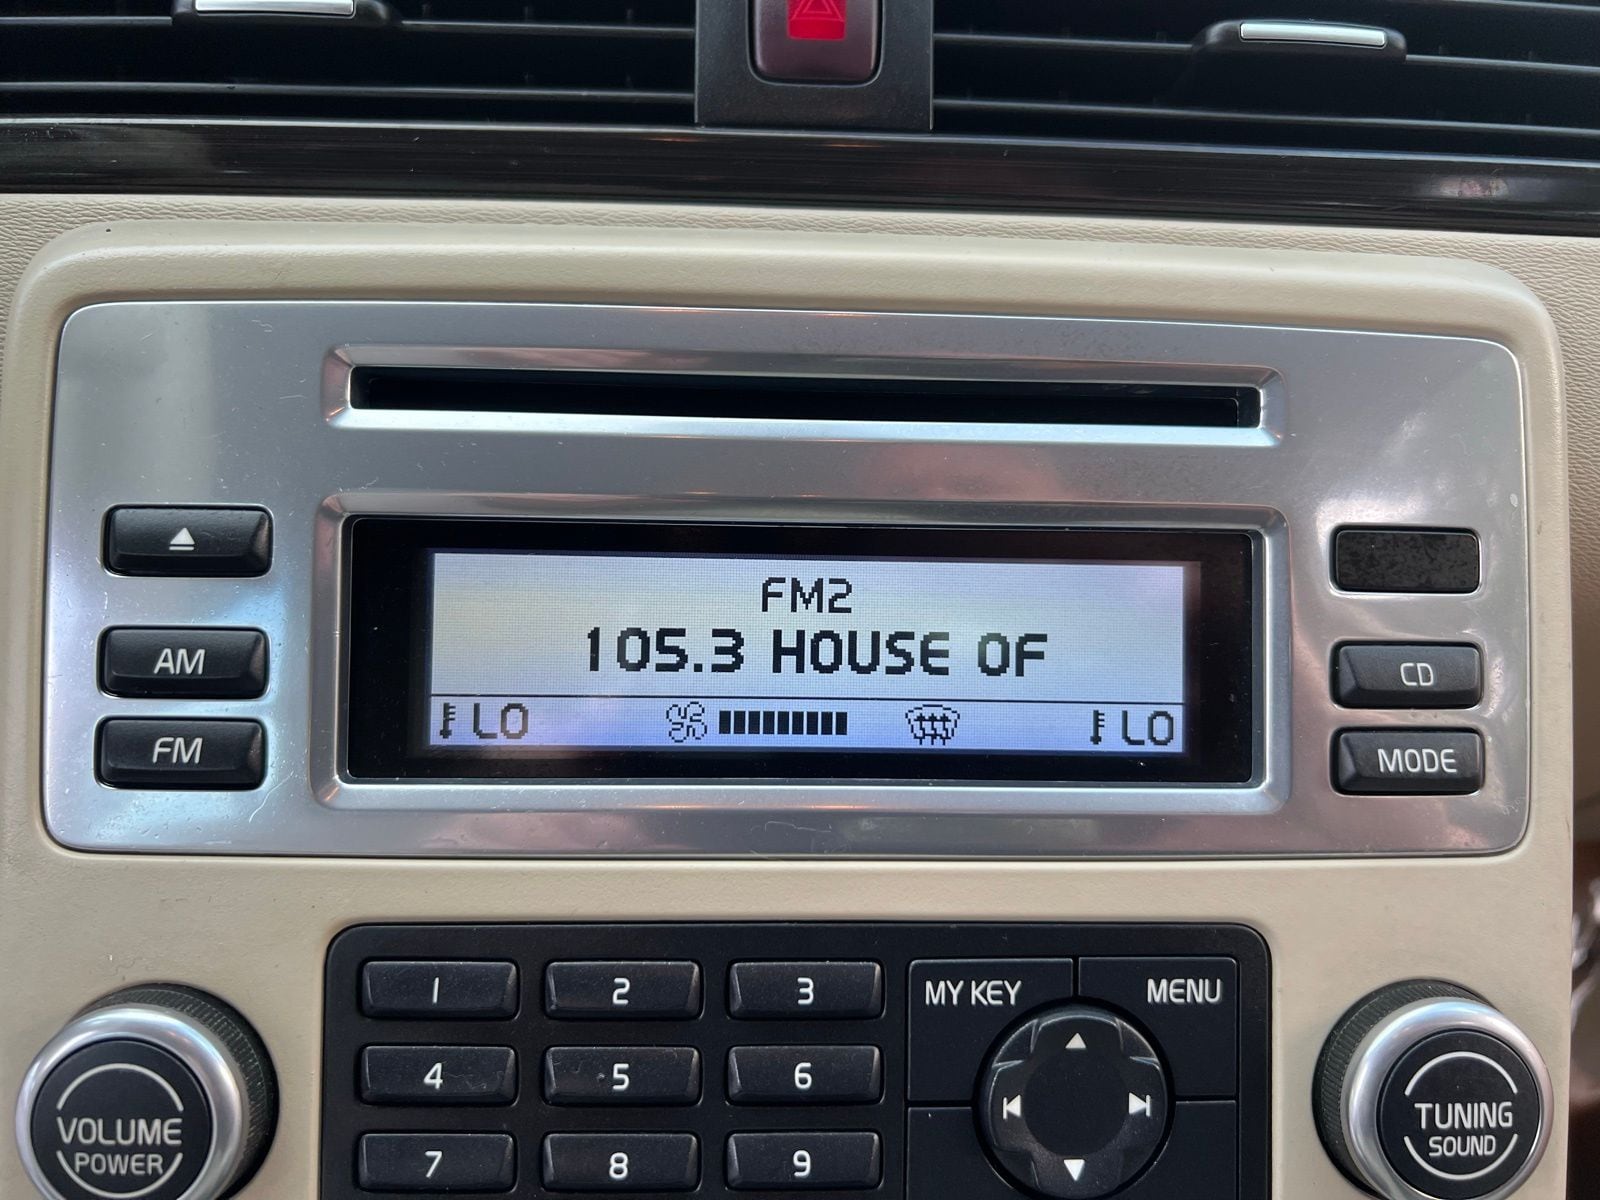 FM2
105.3 HOUSE OF
LO LO
AM
FM
CD
MODE
1 2 3
4 5 6
7 8 9
MY KEY MENU
VOLUME
POWER
TUNING
SOUND